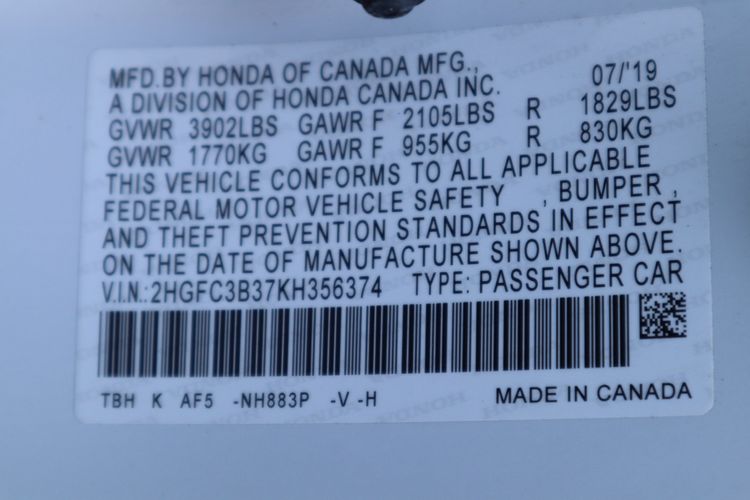 MFD.BY HONDA OF CANADA MFG.,
A DIVISION OF HONDA CANADA INC. 07/'19
GVWR 3902LBS GAWR F 2105LBS R 1829LBS
GVWR 1770KG GAWR F 955KG R 830KG
THIS VEHICLE CONFORMS TO ALL APPLICABLE
FEDERAL MOTOR VEHICLE SAFETY , BUMPER ,
AND THEFT PREVENTION STANDARDS IN EFFECT
ON THE DATE OF MANUFACTURE SHOWN ABOVE.
V.I.N.:2HGFC3B37KH356374 TYPE: PASSENGER CAR
TBH K AF5 -NH883P -V -H MADE IN CANADA